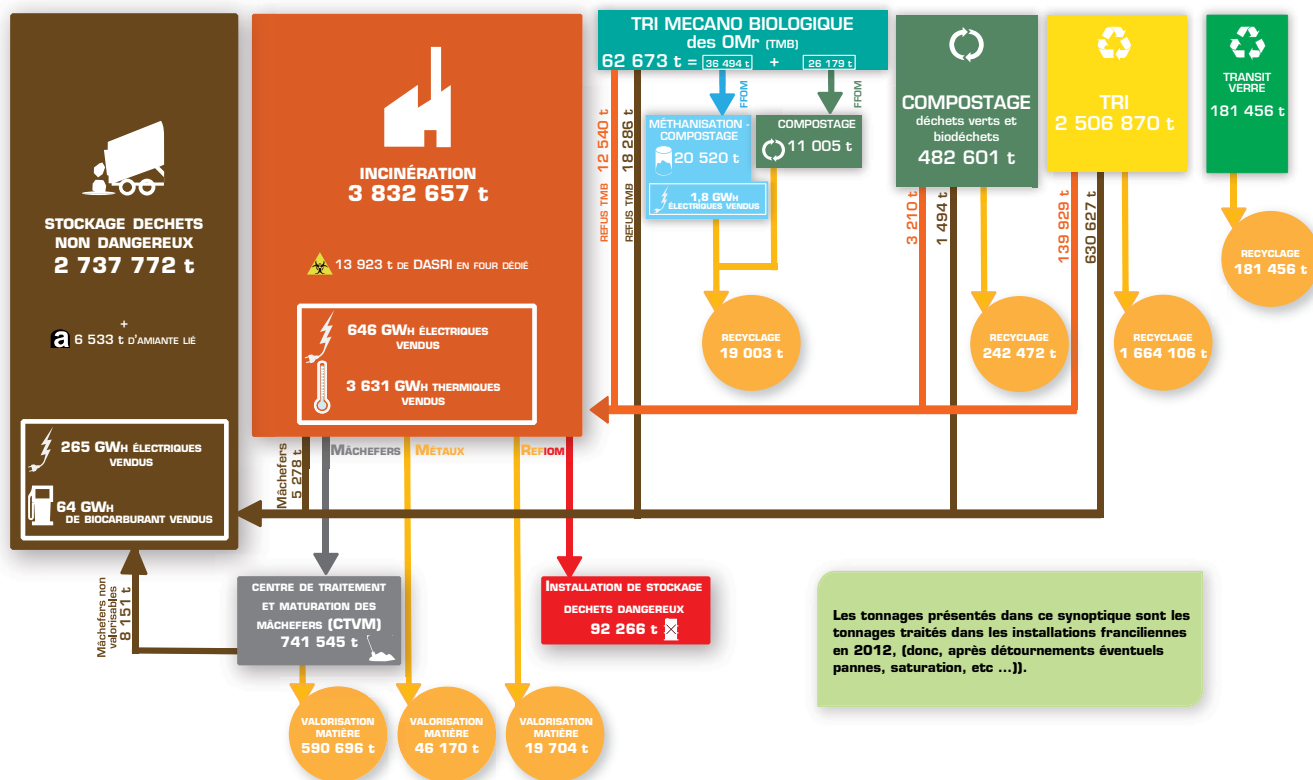 STOCKAGE DECHETS
NON DANGEREUX
2 737 772 t
+
a 6 533 t D'AMIANTE LIÉ
265 GWH ÉLECTRIQUES
VENDUS
64 GWH
DE BIOCARBURANT VENDUS
INCINÉRATION
3 832 657 t
13 923 t DE DASRI EN FOUR DÉDIÉ
646 GWH ÉLECTRIQUES
VENDUS
3 631 GWH THERMIQUES
VENDUS
TRI MECANO BIOLOGIQUE
des OMr (TMB)
62 673 t = 36 494 t + 26 179 t
REFUS TMB 12 540 t
REFUS TMB 18 286 t
FFOM
FFOM
MÉTHANISATION -
COMPOSTAGE
20 520 t
1,8 GWH
ÉLECTRIQUES VENDUS
COMPOSTAGE
11 005 t
RECYCLAGE
19 003 t
COMPOSTAGE
déchets verts et
biodéchets
482 601 t
3 210 t
1 494 t
RECYCLAGE
242 472 t
TRI
2 506 870 t
139 929 t
630 627 t
RECYCLAGE
1 664 106 t
TRANSIT
VERRE
181 456 t
RECYCLAGE
181 456 t
Mâchefers
5 278 t
MÂCHEFERS
MÉTAUX
REFIOM
Mâchefers non
valorisables
8 151 t
CENTRE DE TRAITEMENT
ET MATURATION DES
MÂCHEFERS (CTVM)
741 545 t
INSTALLATION DE STOCKAGE
DECHETS DANGEREUX
92 266 t
VALORISATION
MATIÈRE
590 696 t
VALORISATION
MATIÈRE
46 170 t
VALORISATION
MATIÈRE
19 704 t
Les tonnages présentés dans ce synoptique sont les
tonnages traités dans les installations franciliennes
en 2012, (donc, après détournements éventuels
pannes, saturation, etc ...)).